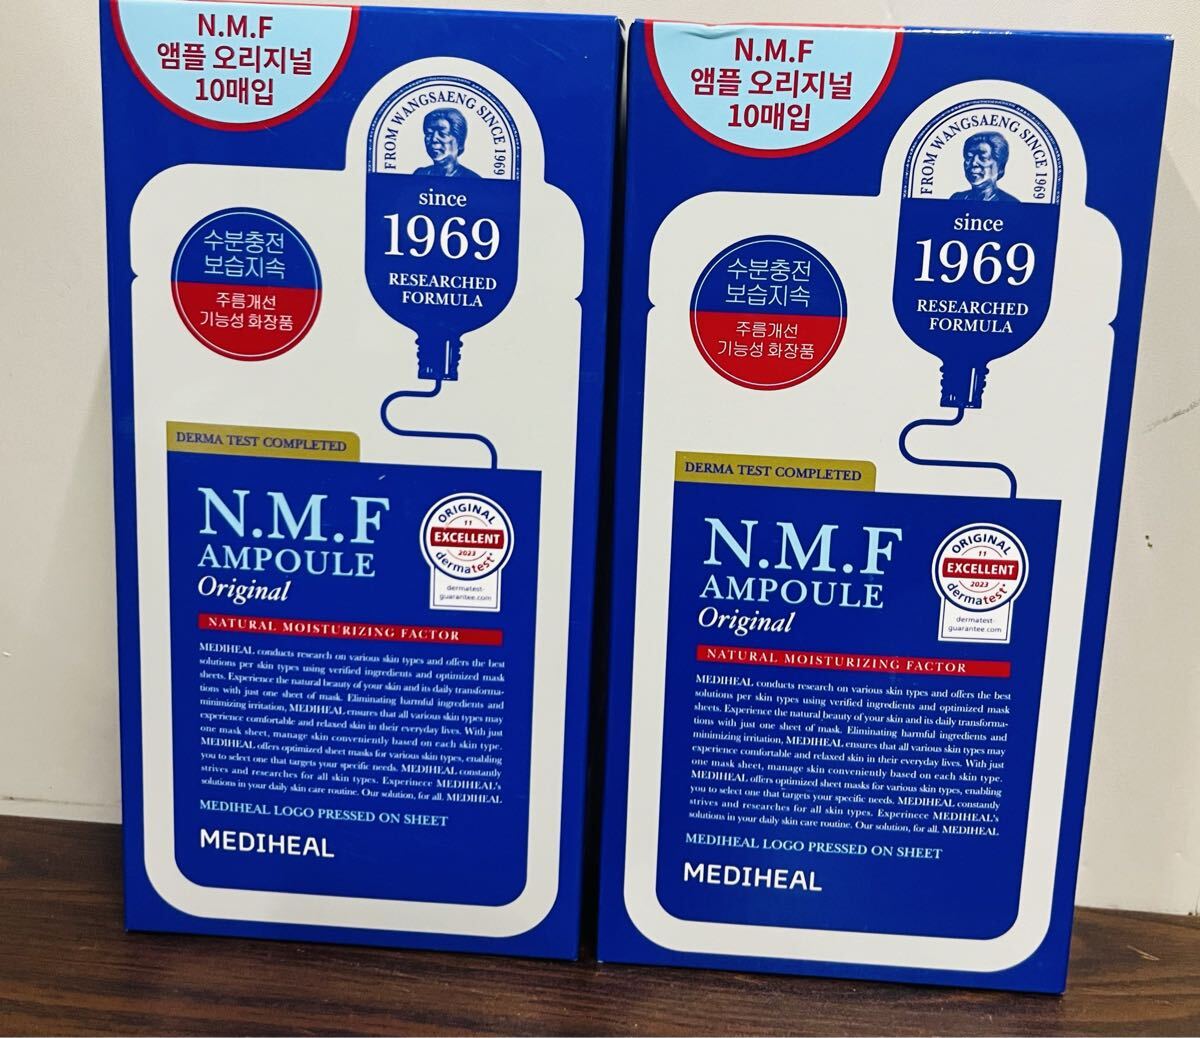 N.M.F
앰플 오리지널
10매입
FROM WANGSAENG SINCE 1969
since
1969
RESEARCHED
FORMULA
수분충전
보습지속
주름개선
기능성 화장품
DERMA TEST COMPLETED
N.M.F
AMPOULE
Original
ORIGINAL
11
EXCELLENT
2023
dermatest®
dermatest-
guarantee.com
NATURAL MOISTURIZING FACTOR
MEDIHEAL conducts research on various skin types and offers the best
solutions per skin types using verified ingredients and optimized mask
sheets. Experience the natural beauty of your skin and its daily transforma-
tions with just one sheet of mask. Eliminating harmful ingredients and
minimizing irritation, MEDIHEAL ensures that all various skin types may
experience comfortable and relaxed skin in their everyday lives. With just
one mask sheet, manage skin conveniently based on each skin type.
MEDIHEAL offers optimized sheet masks for various skin types, enabling
you to select one that targets your specific needs. MEDIHEAL constantly
strives and researches for all skin types. Experinece MEDIHEAL's
solutions in your daily skin care routine. Our solution, for all. MEDIHEAL
MEDIHEAL LOGO PRESSED ON SHEET
MEDIHEAL
N.M.F
앰플 오리지널
10매입
FROM WANGSAENG SINCE 1969
since
1969
RESEARCHED
FORMULA
수분충전
보습지속
주름개선
기능성 화장품
DERMA TEST COMPLETED
N.M.F
AMPOULE
Original
ORIGINAL
11
EXCELLENT
2023
dermatest®
dermatest-
guarantee.com
NATURAL MOISTURIZING FACTOR
MEDIHEAL conducts research on various skin types and offers the best
solutions per skin types using verified ingredients and optimized mask
sheets. Experience the natural beauty of your skin and its daily transforma-
tions with just one sheet of mask. Eliminating harmful ingredients and
minimizing irritation, MEDIHEAL ensures that all various skin types may
experience comfortable and relaxed skin in their everyday lives. With just
one mask sheet, manage skin conveniently based on each skin type.
MEDIHEAL offers optimized sheet masks for various skin types, enabling
you to select one that targets your specific needs. MEDIHEAL constantly
strives and researches for all skin types. Experinece MEDIHEAL's
solutions in your daily skin care routine. Our solution, for all. MEDIHEAL
MEDIHEAL LOGO PRESSED ON SHEET
MEDIHEAL